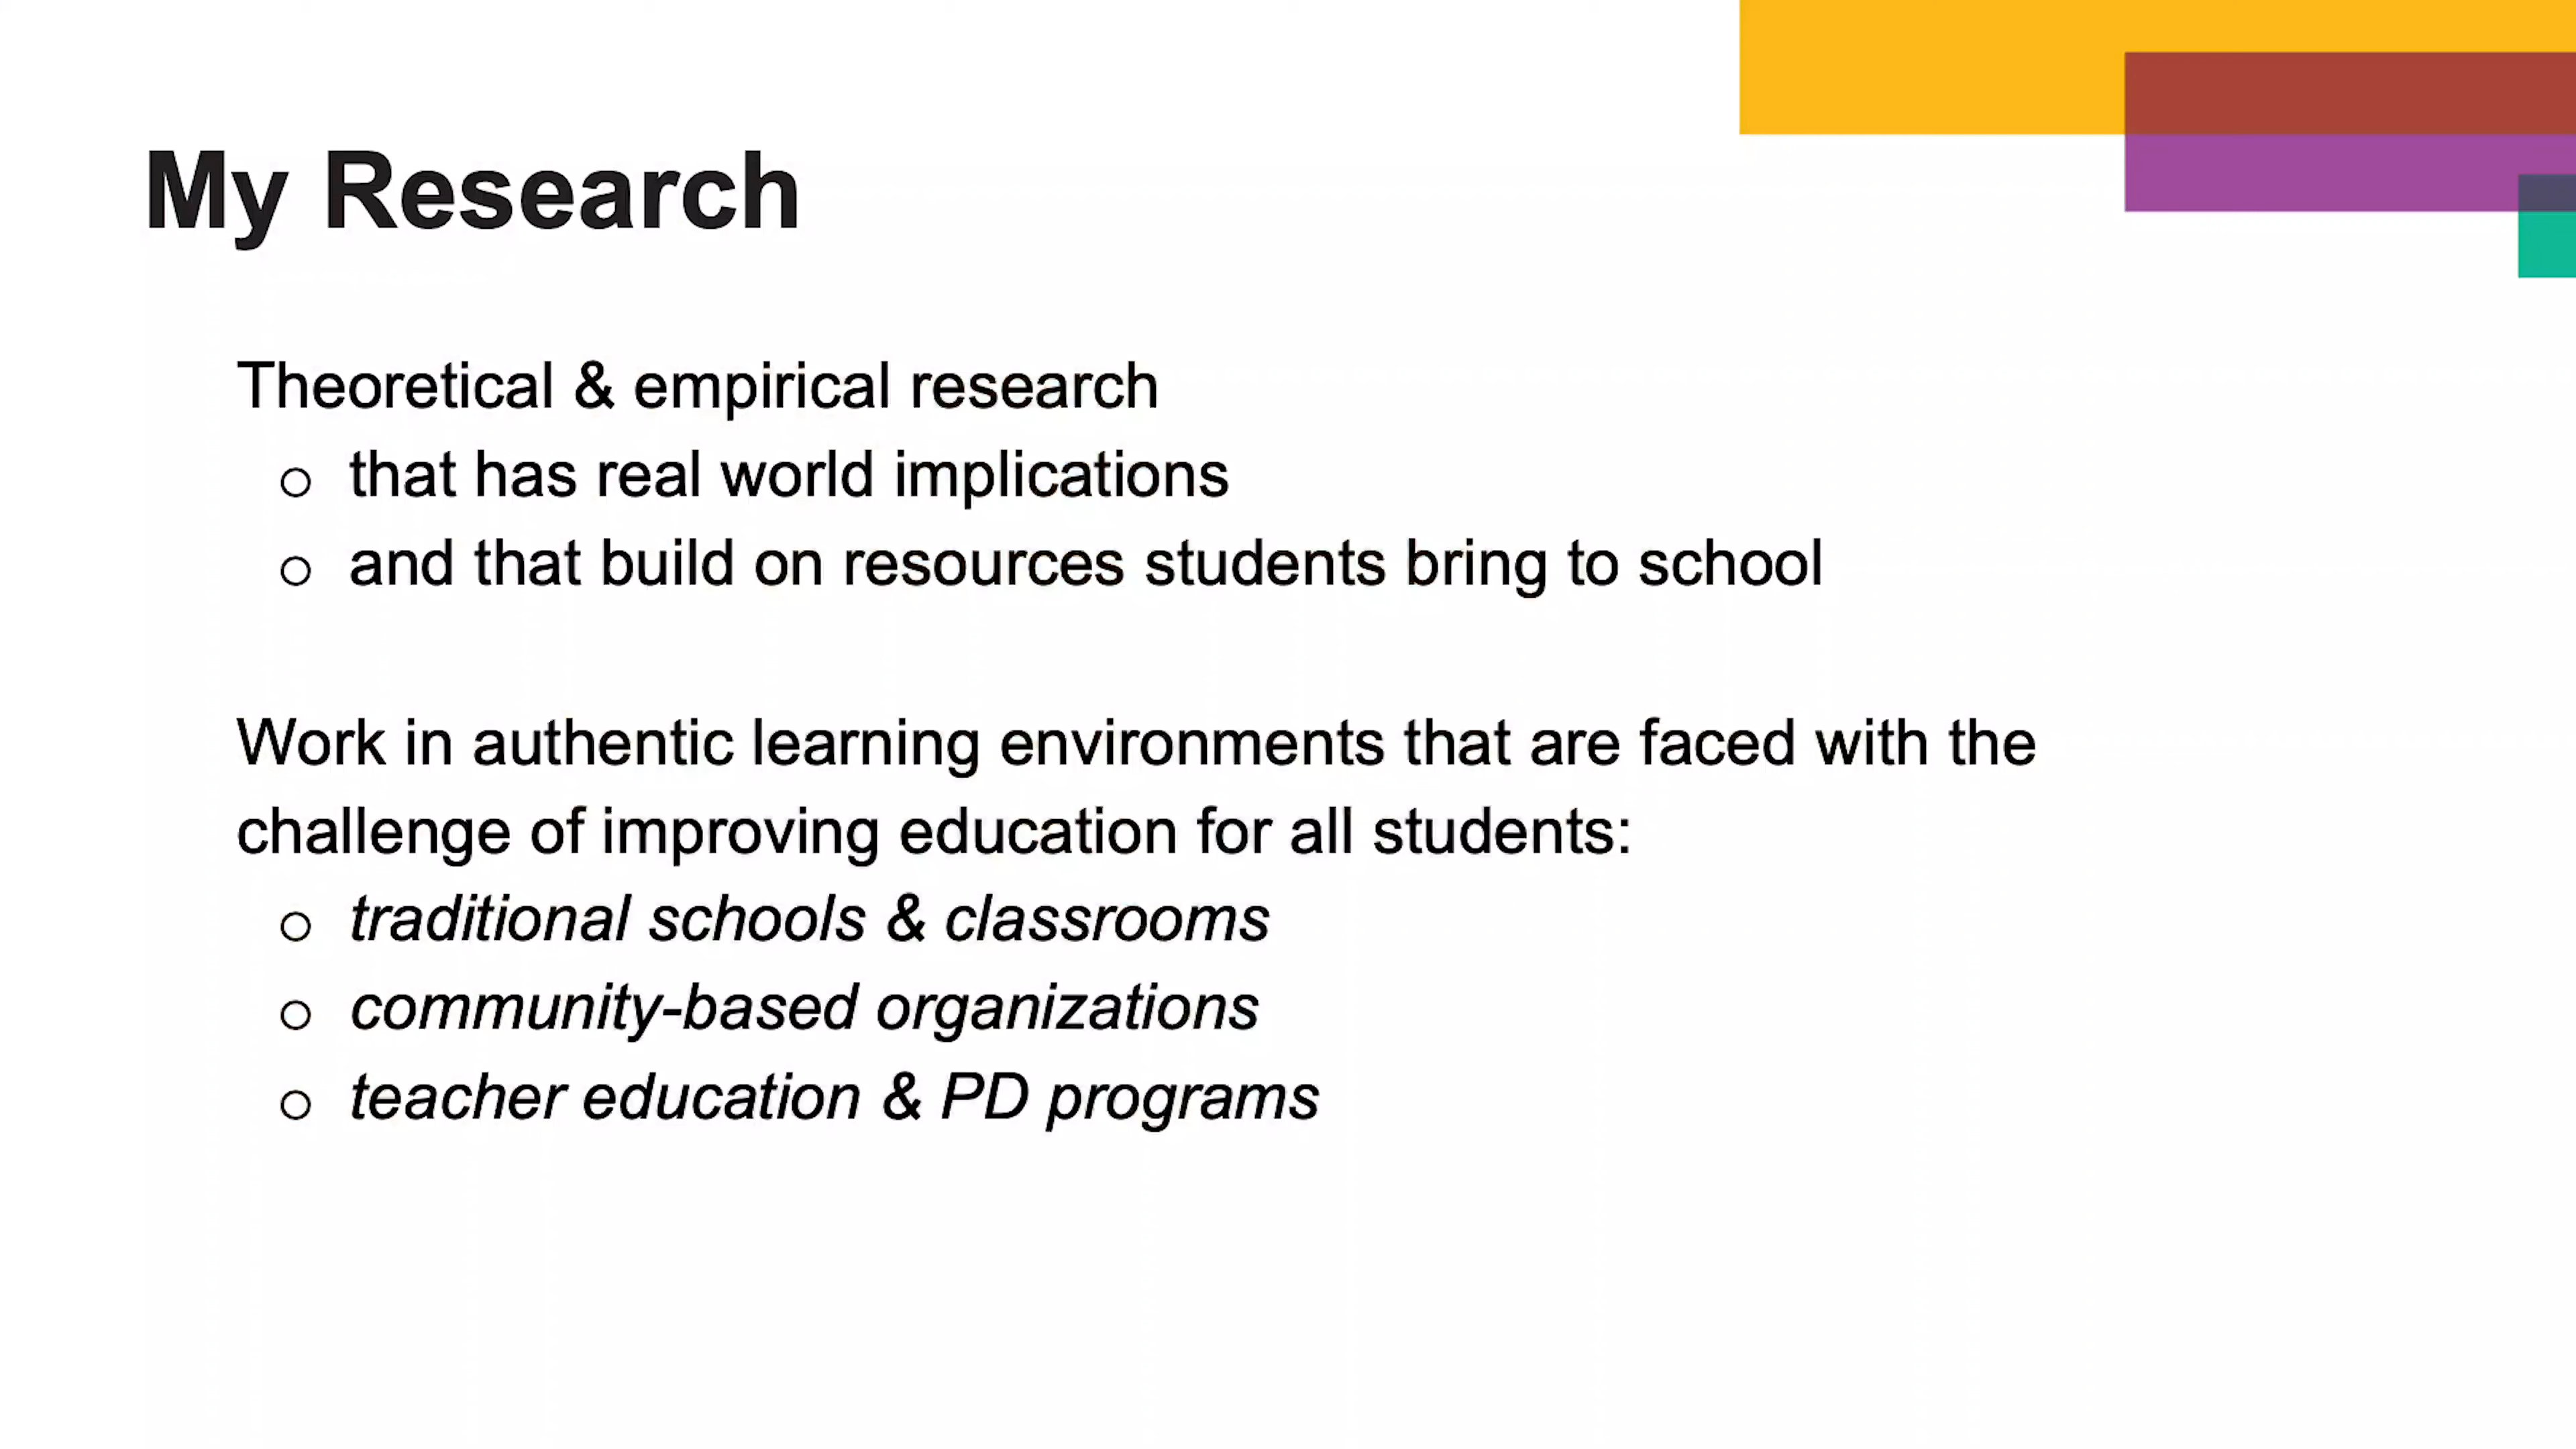 My Research
Theoretical & empirical research
o that has real world implications
o and that build on resources students bring to school
Work in authentic learning environments that are faced with the
challenge of improving education for all students:
o traditional schools & classrooms
o community-based organizations
o teacher education & PD programs